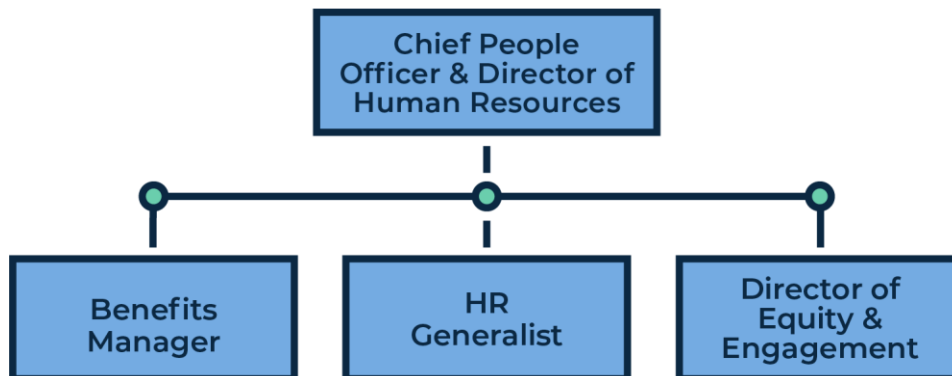 Chief People
Officer & Director of
Human Resources
Benefits
Manager
HR
Generalist
Director of
Equity &
Engagement